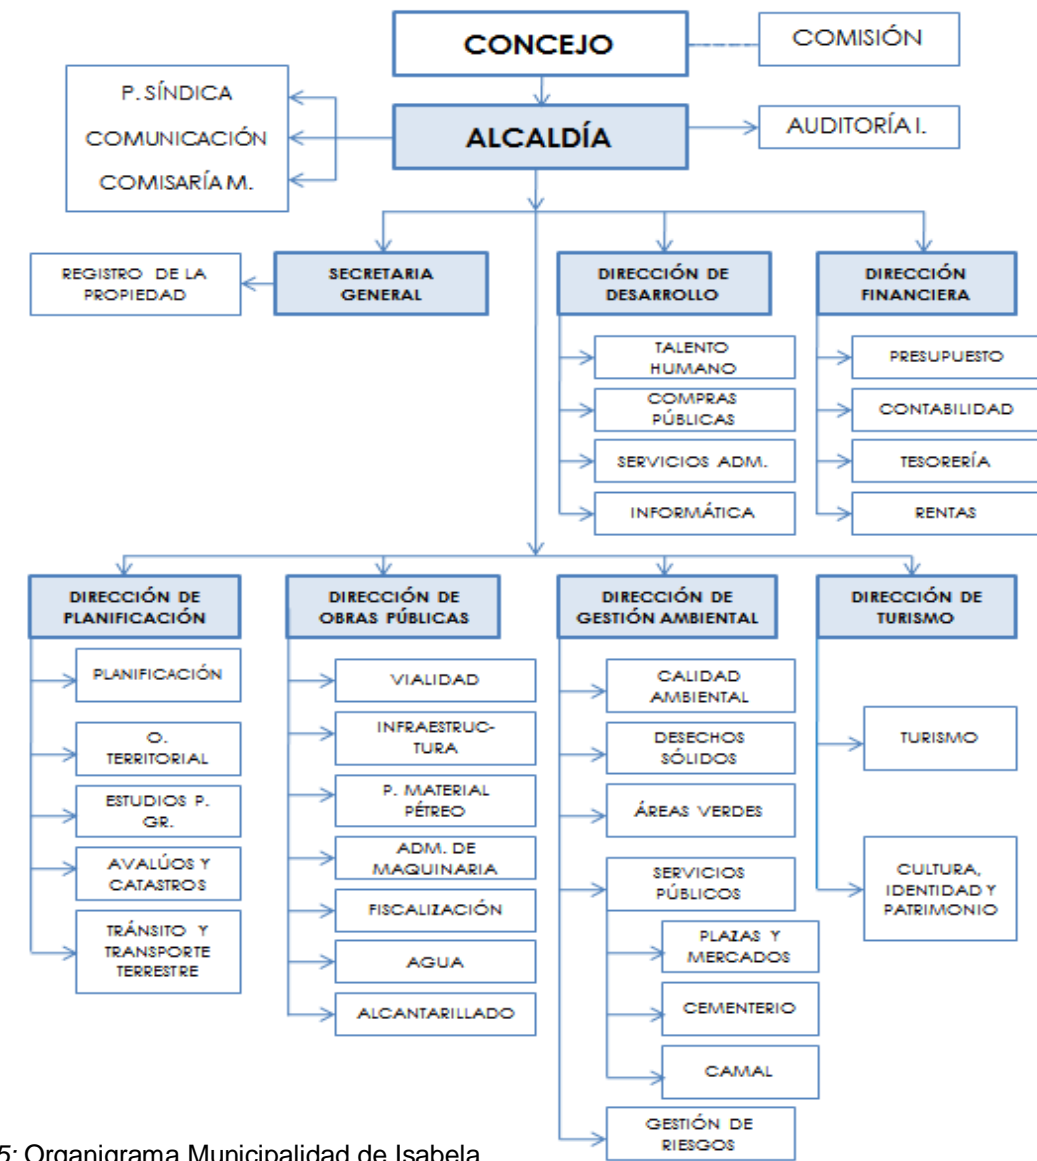 CONCEJO
COMISIÓN
P. SÍNDICA
COMUNICACIÓN
COMISARÍA M.
ALCALDÍA
AUDITORÍA I.
REGISTRO DE LA
PROPIEDAD
SECRETARIA
GENERAL
DIRECCIÓN DE
DESARROLLO
DIRECCIÓN
FINANCIERA
TALENTO
HUMANO
COMPRAS
PÚBLICAS
SERVICIOS ADM.
INFORMÁTICA
PRESUPUESTO
CONTABILIDAD
TESORERÍA
RENTAS
DIRECCIÓN DE
PLANIFICACIÓN
PLANIFICACIÓN
O.
TERRITORIAL
ESTUDIOS P.
GR.
AVALÚOS Y
CATASTROS
TRÁNSITO Y
TRANSPORTE
TERRESTRE
DIRECCIÓN DE
OBRAS PÚBLICAS
VIALIDAD
INFRAESTRUC-
TURA
P. MATERIAL
PÉTREO
ADM. DE
MAQUINARIA
FISCALIZACIÓN
AGUA
ALCANTARILLADO
DIRECCIÓN DE
GESTIÓN AMBIENTAL
CALIDAD
AMBIENTAL
DESECHOS
SÓLIDOS
ÁREAS VERDES
SERVICIOS
PÚBLICOS
PLAZAS Y
MERCADOS
CEMENTERIO
CAMAL
GESTIÓN DE
RIESGOS
DIRECCIÓN DE
TURISMO
TURISMO
CULTURA,
IDENTIDAD Y
PATRIMONIO
5: Organigrama Municipalidad de Isabela